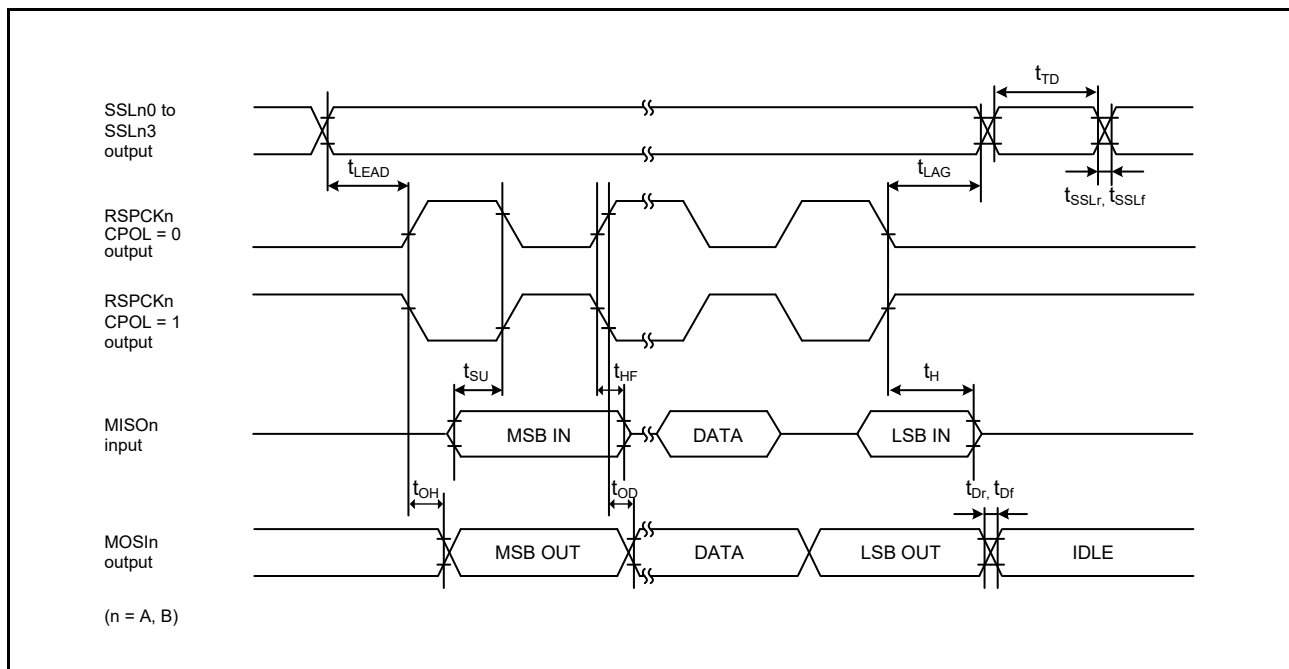 SSLn0 to
SSLn3
output
tTD
tLEAD
tLAG
tSSLr, tSSLf
RSPCKn
CPOL = 0
output
RSPCKn
CPOL = 1
output
tSU
tHF
tH
MISOn
input
MSB IN
DATA
LSB IN
tOH
tOD
tDr, tDf
MOSIn
output
MSB OUT
DATA
LSB OUT
IDLE
(n = A, B)